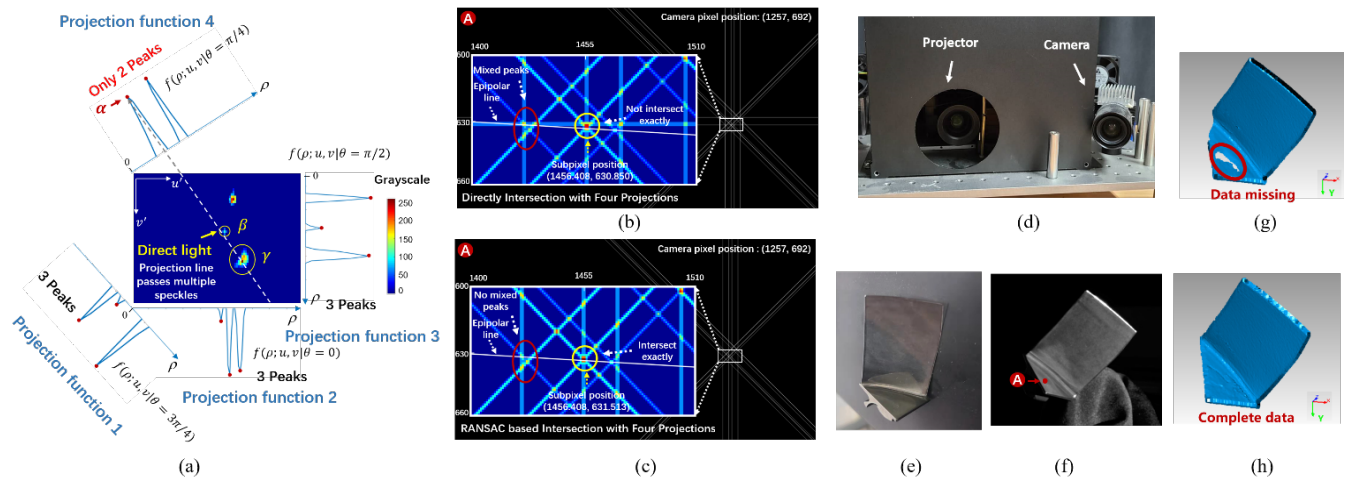 Projection function 4
Only 2 Peaks
f(ρ; u, v|θ = π/4)
ρ
α
0
f(ρ; u, v|θ = π/2)
0
Grayscale
250
200
150
100
50
0
u
v'
β
γ
Direct light
Projection line
passes multiple
speckles
ρ
3 Peaks
3 Peaks
0
ρ
ρ
Projection function 3
Projection function 1
f(ρ; u, v|θ = 3π/4)
f(ρ; u, v|θ = 0)
3 Peaks
Projection function 2
(a)
A
Camera pixel position: (1257, 692)
1400
1455
1510
600
630
660
Mixed peaks
Epipolar
line
Not intersect
exactly
Subpixel position
(1456.408, 630.850)
Directly Intersection with Four Projections
(b)
A
Camera pixel position : (1257, 692)
1400
1455
1510
600
630
660
No mixed
peaks
Epipolar
line
Intersect
exactly
Subpixel position
(1456.408, 631.513)
RANSAC based Intersection with Four Projections
(c)
Projector
Camera
(d)
(e)
A
(f)
Data missing
Y
(g)
Complete data
Y
(h)